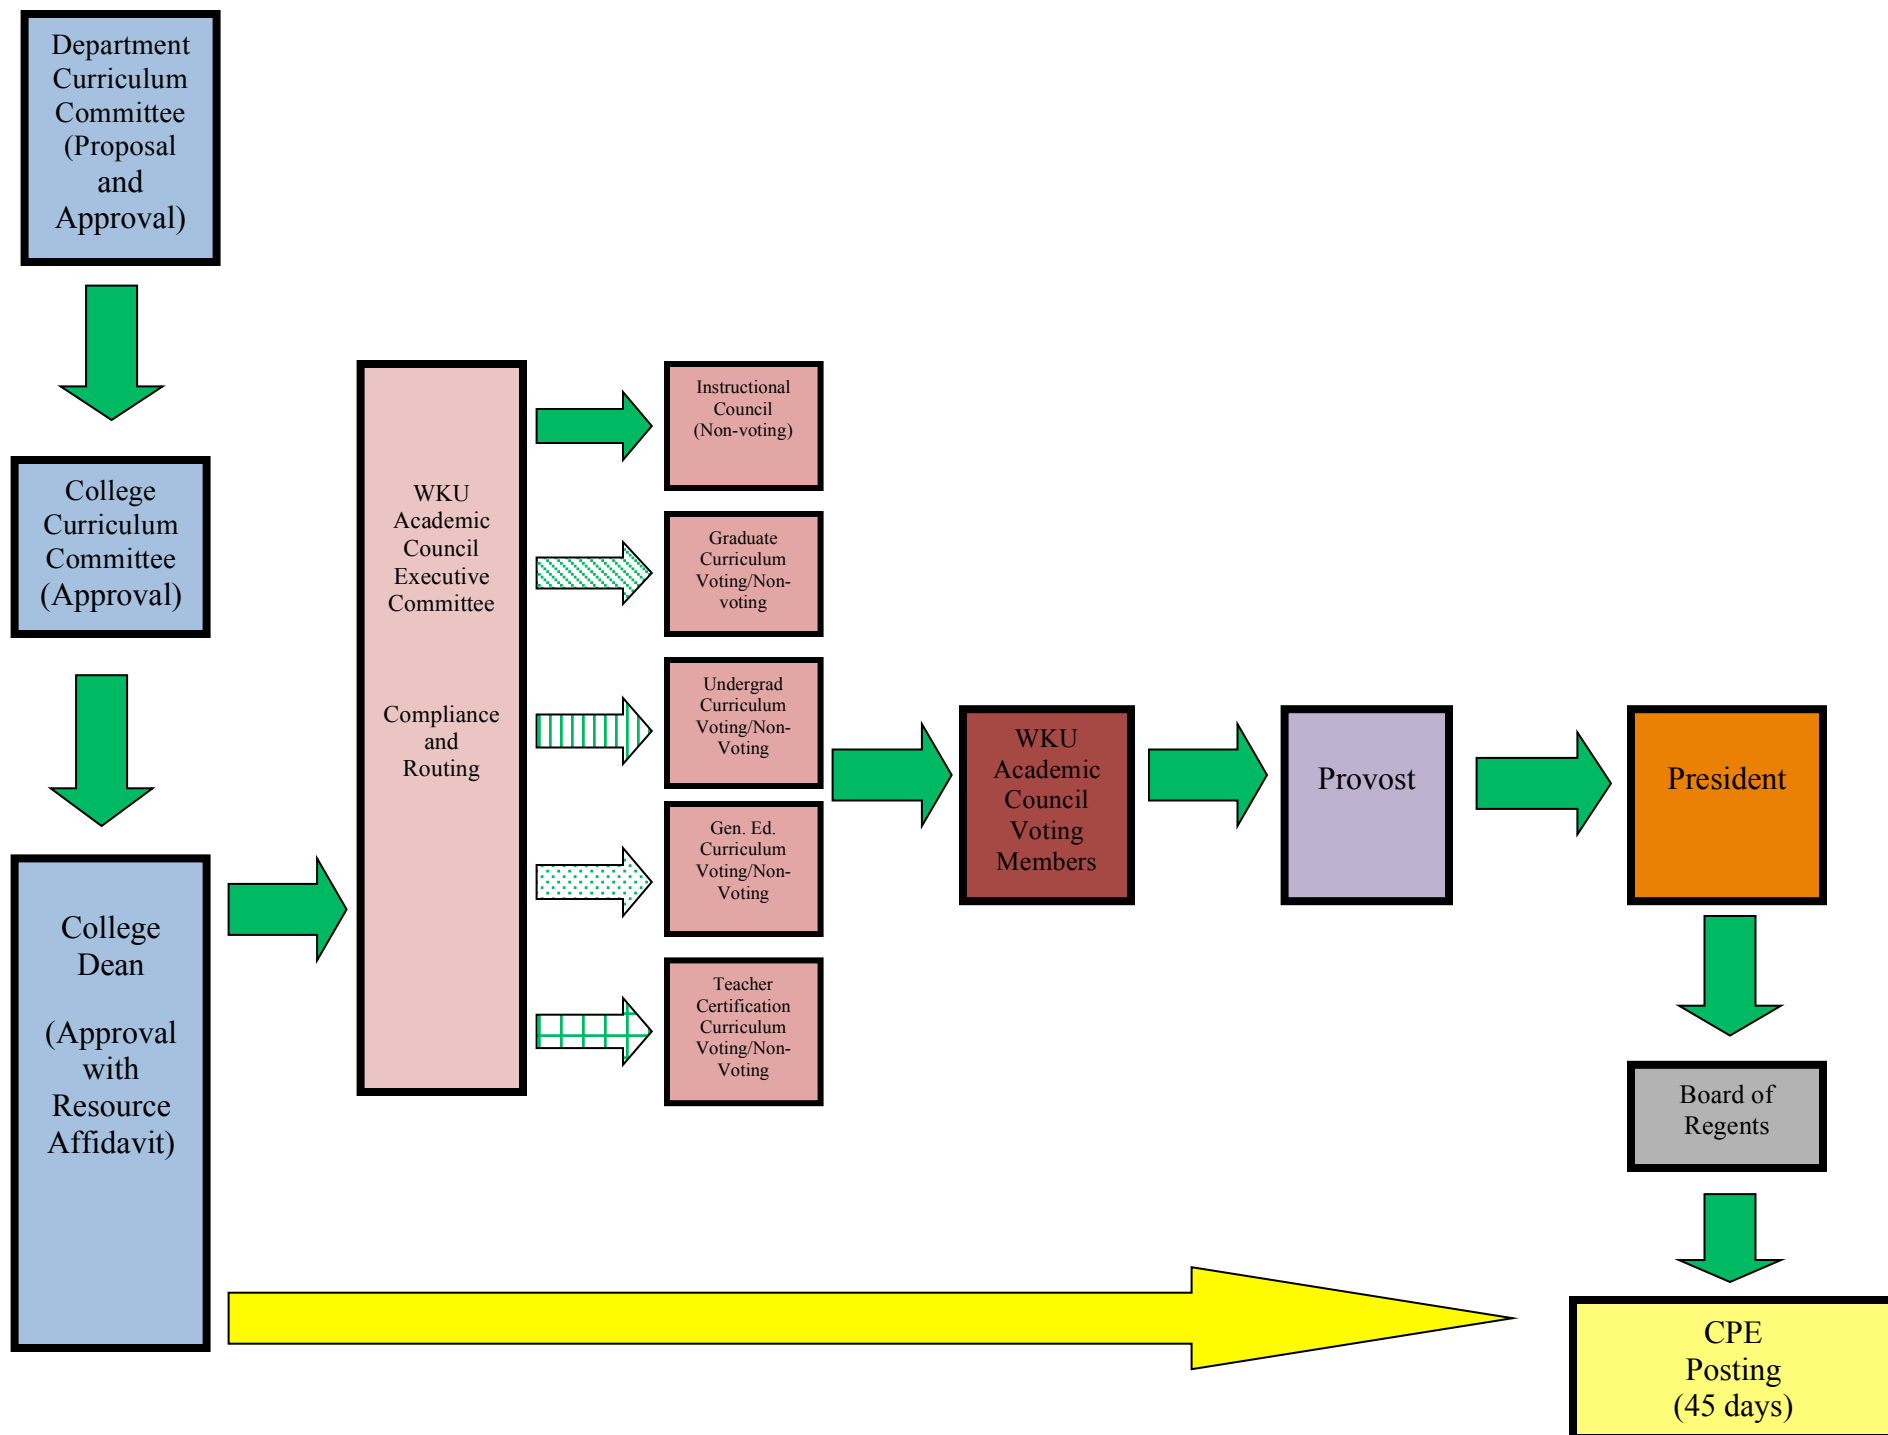 Department
Curriculum
Committee
(Proposal
and
Approval)
College
Curriculum
Committee
(Approval)
College
Dean
(Approval
with
Resource
Affidavit)
WKU
Academic
Council
Executive
Committee
Compliance
and
Routing
Instructional
Council
(Non-voting)
Graduate
Curriculum
Voting/Non-
voting
Undergrad
Curriculum
Voting/Non-
Voting
Gen. Ed.
Curriculum
Voting/Non-
Voting
Teacher
Certification
Curriculum
Voting/Non-
Voting
WKU
Academic
Council
Voting
Members
Provost
President
Board of
Regents
CPE
Posting
(45 days)